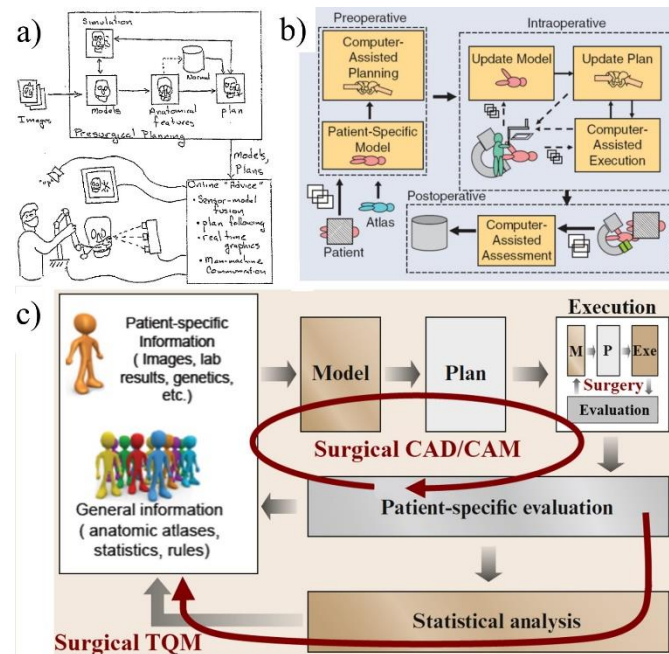 a)
Simulation
Normal
Images
Models
Anatomical
features
plan
Presurgical Planning
Models,
Plans
Online "Advice"
• Sensor-model
fusion
• plan following
• real time
graphics
• Man-machine
Communication
b)
Preoperative
Computer-
Assisted
Planning
Patient-Specific
Model
Patient
Atlas
Intraoperative
Update Model
Update Plan
Computer-
Assisted
Execution
Postoperative
Computer-
Assisted
Assessment
c)
Patient-specific
Information
( Images, lab
results, genetics,
etc.)
General information
( anatomic atlases,
statistics, rules)
Model
Plan
Execution
M
P
Exe
Surgery
Evaluation
Surgical CAD/CAM
Patient-specific evaluation
Statistical analysis
Surgical TQM